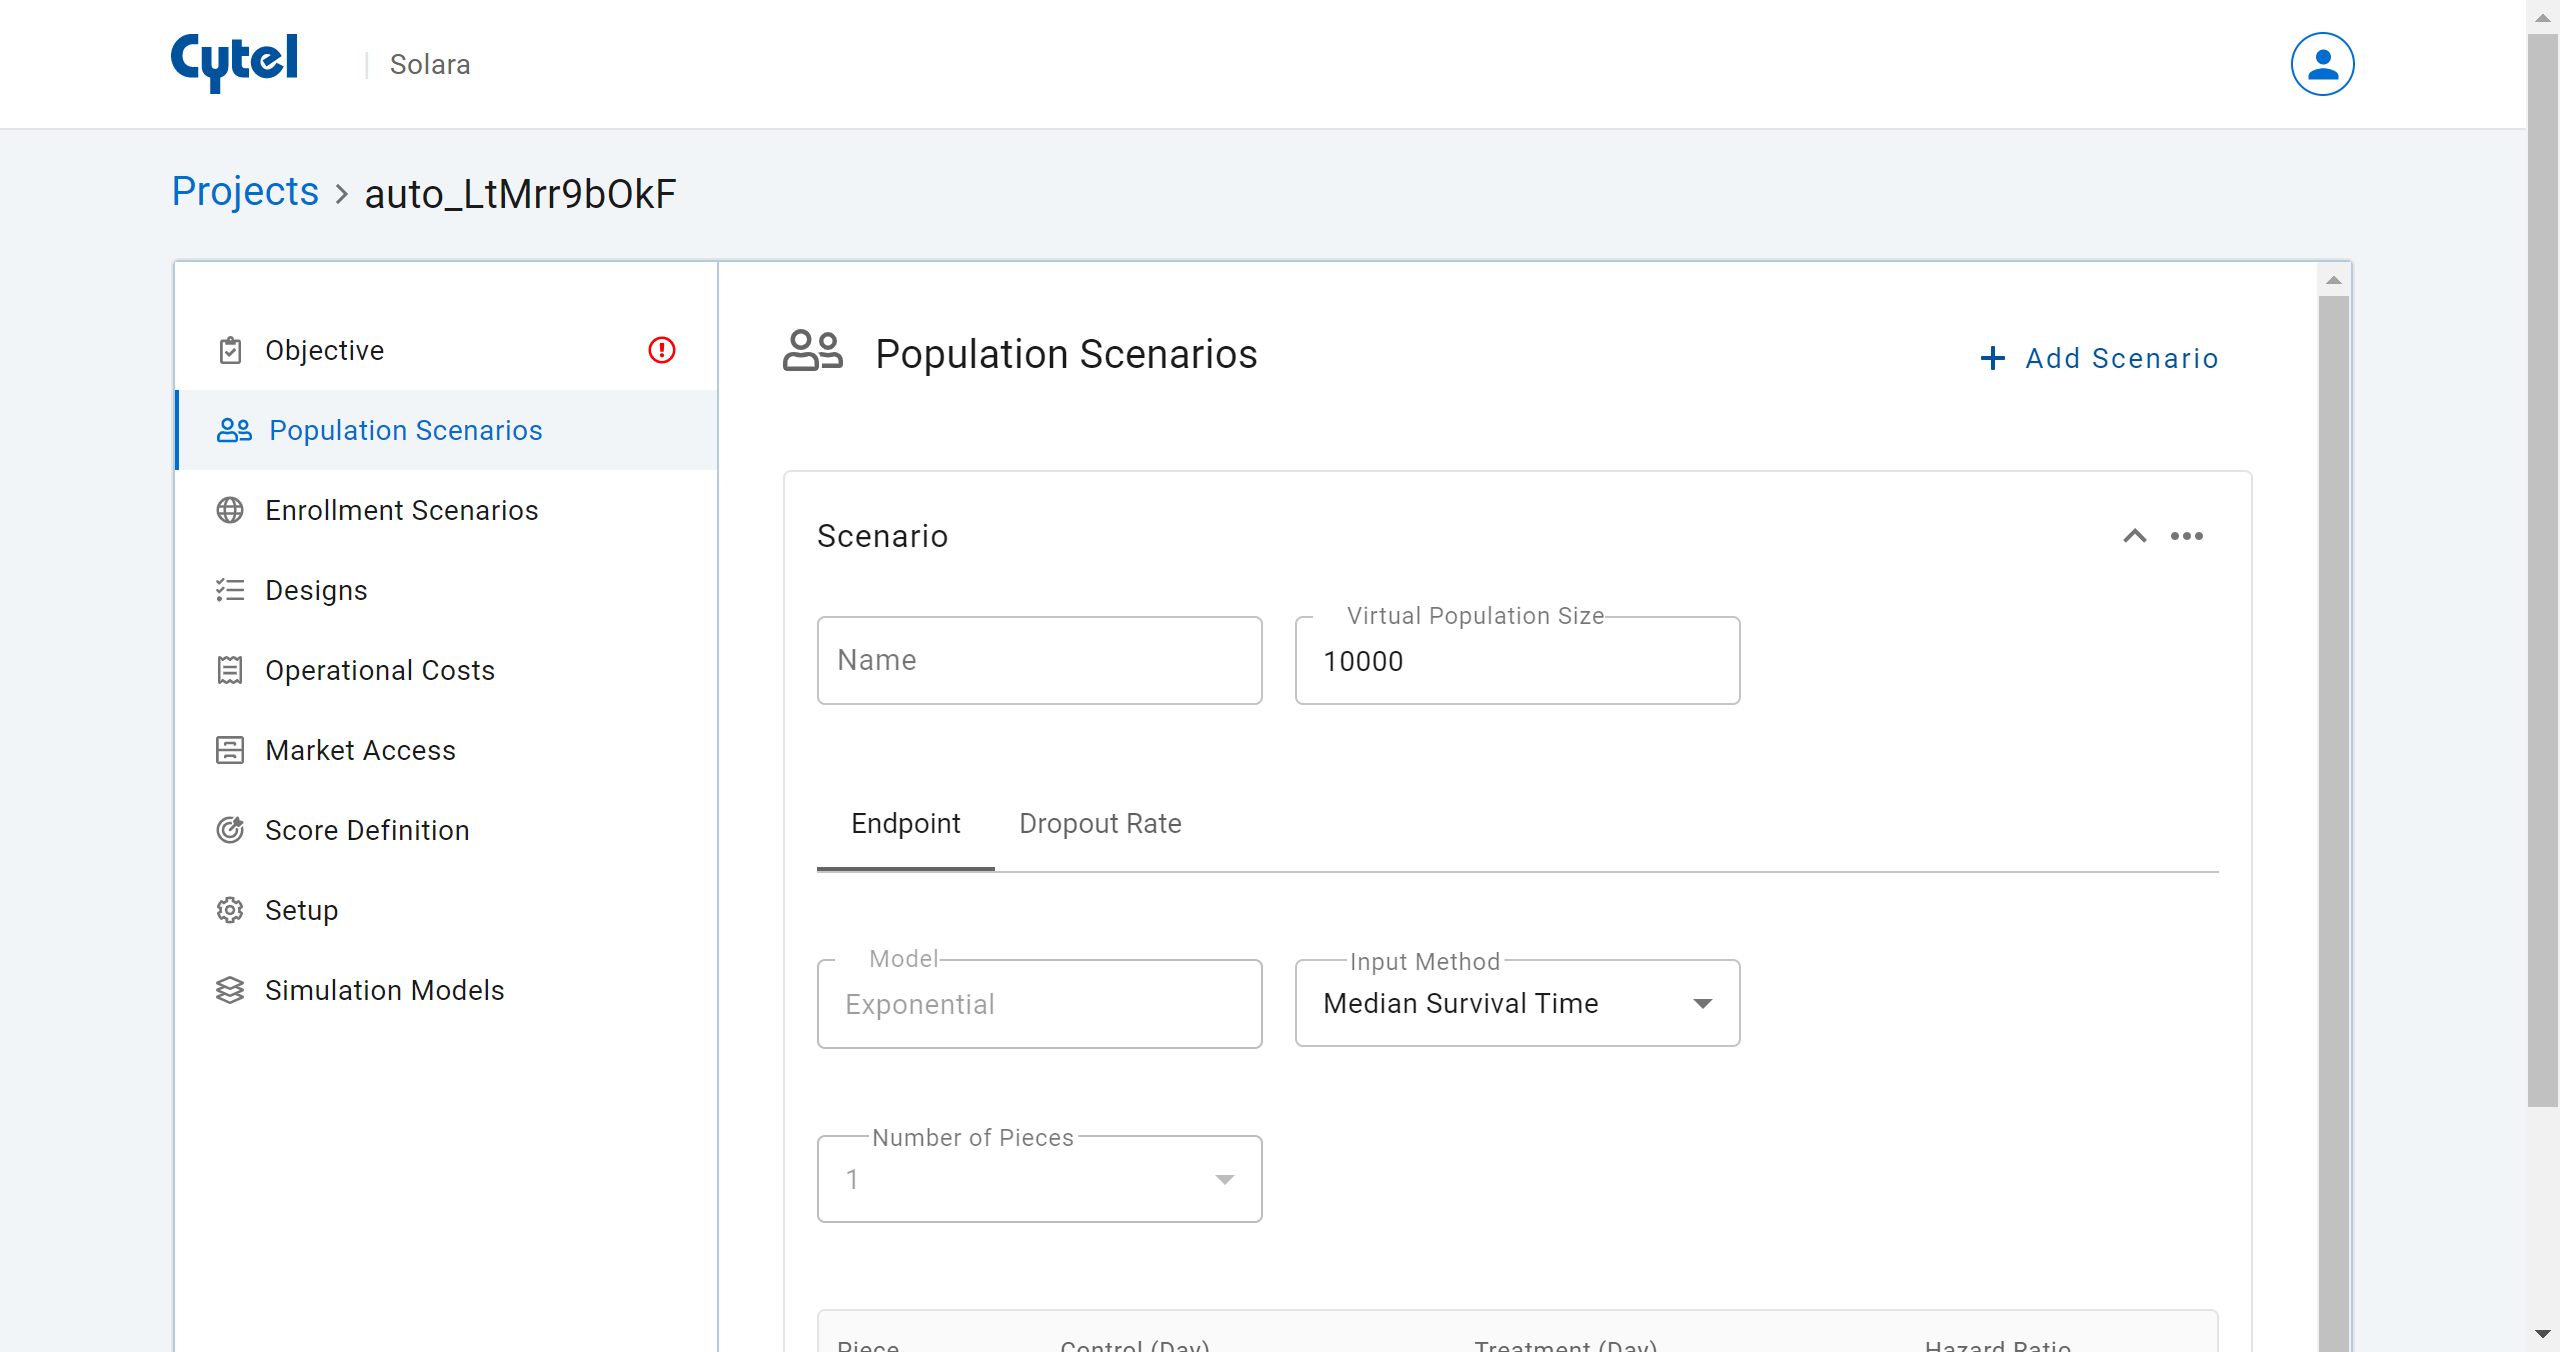 Cytel
Solara
Projects > auto_LtMrr9bOkF
Objective
Population Scenarios
Enrollment Scenarios
Designs
Operational Costs
Market Access
Score Definition
Setup
Simulation Models
Population Scenarios
+ Add Scenario
Scenario
Name
Virtual Population Size
10000
Endpoint
Dropout Rate
Model
Exponential
Input Method
Median Survival Time
Number of Pieces
1
Piece Control (Day) Treatment (Day) Hazard Ratio